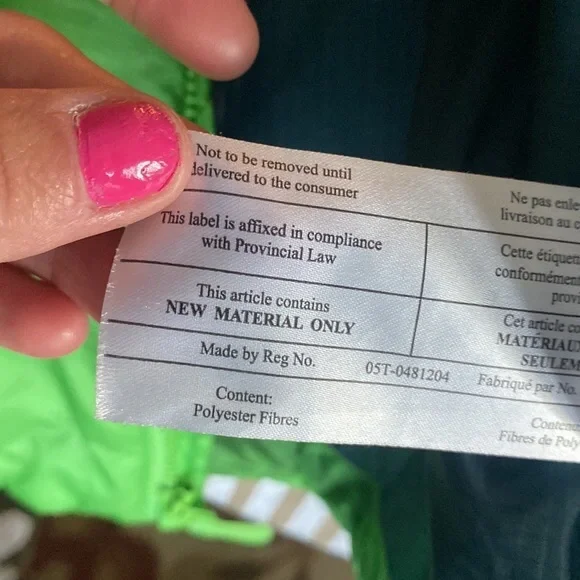 Not to be removed until
delivered to the consumer
Ne pas
livraison au
This label is affixed in compliance
with Provincial Law
Cette
This article contains
NEW MATERIAL ONLY
Cet article
Made by Reg No. 05T-0481204 Fabriqué par No.
Content:
Polyester Fibres
Fibres de